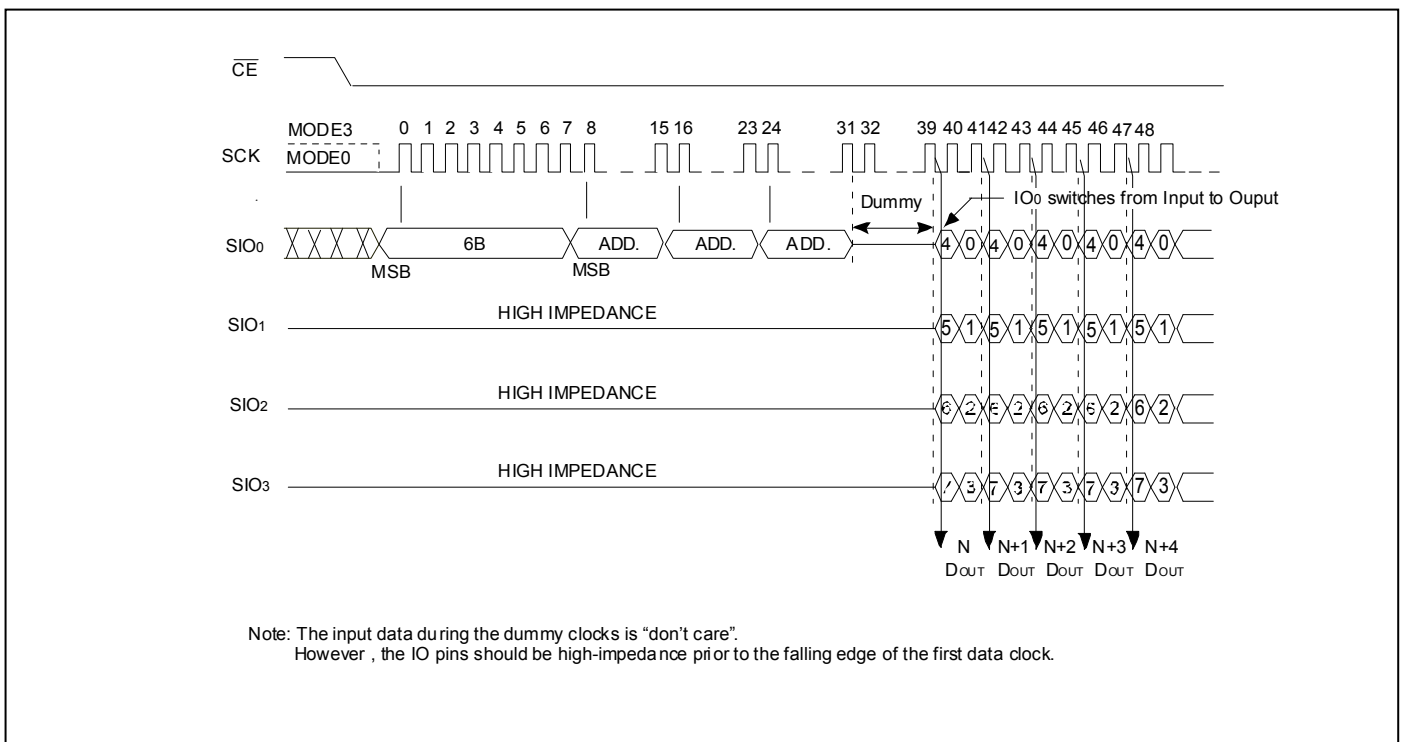 CE
MODE3 0 1 2 3 4 5 6 7 8 15 16 23 24 31 32 39 40 41 42 43 44 45 46 47 48
SCK MODE0
Dummy IO0 switches from Input to Ouput
SIO0 6B ADD. ADD. ADD. 4 0 4 0 4 0 4 0 4 0
MSB MSB
SIO1 HIGH IMPEDANCE 5 1 5 1 5 1 5 1 5 1
SIO2 HIGH IMPEDANCE 6 2 6 2 6 2 6 2 6 2
SIO3 HIGH IMPEDANCE 7 3 7 3 7 3 7 3 7 3
N N+1 N+2 N+3 N+4
DOUT DOUT DOUT DOUT DOUT
Note: The input data during the dummy clocks is “don’t care”.
However , the IO pins should be high-impedance prior to the falling edge of the first data clock.